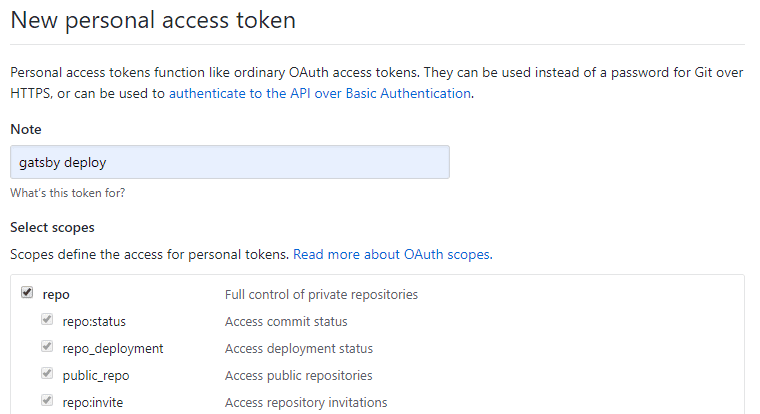 New personal access token
Personal access tokens function like ordinary OAuth access tokens. They can be used instead of a password for Git over
HTTPS, or can be used to authenticate to the API over Basic Authentication.
Note
gatsby deploy
What's this token for?
Select scopes
Scopes define the access for personal tokens. Read more about OAuth scopes.
repo Full control of private repositories
repo:status Access commit status
repo_deployment Access deployment status
public_repo Access public repositories
repo:invite Access repository invitations